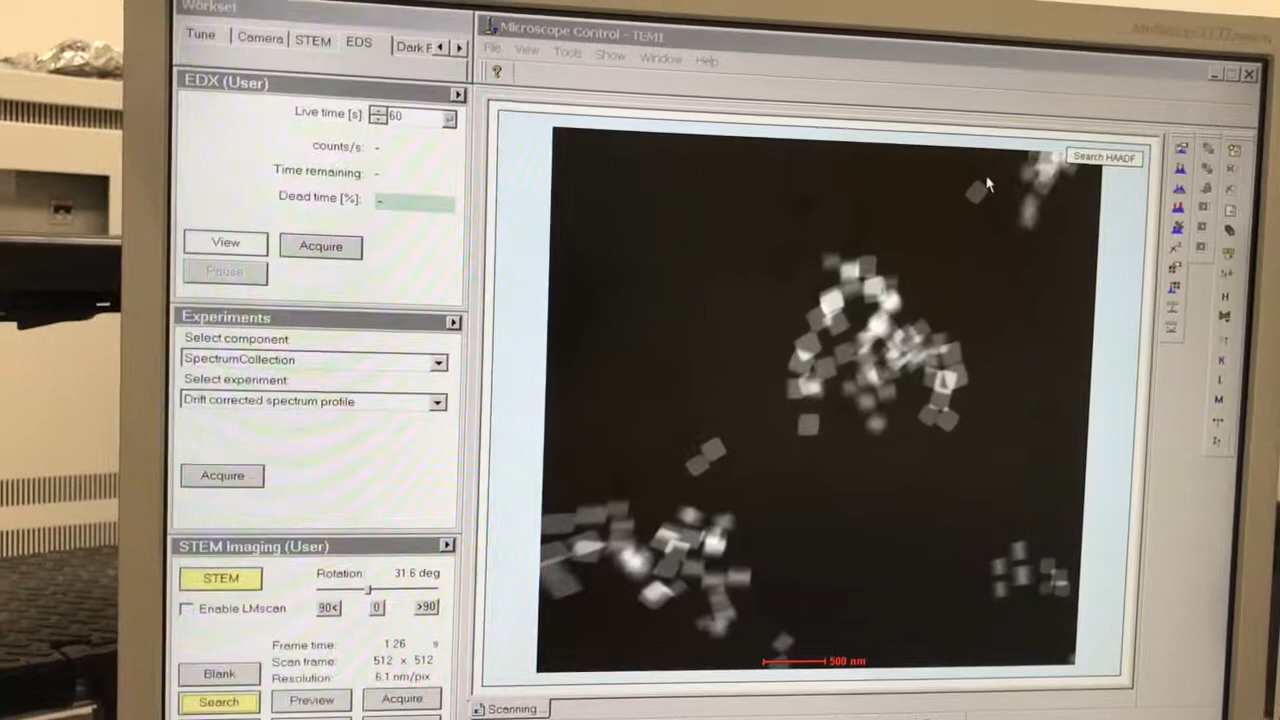 Workset
Tune Camera STEM EDS Dark F
EDX (User)
Live time [s] 60
counts/s: -
Time remaining: -
Dead time [%]: -
View Acquire
Pause
Experiments
Select component:
SpectrumCollection
Select experiment:
Drift corrected spectrum profile
Acquire
STEM Imaging (User)
STEM
Rotation: 31.6 deg
Enable LMscan
90< 0 >90
Frame time: 1.26 s
Scan frame: 512 x 512
Resolution: 6.1 nm/pix
Blank
Search Preview Acquire
Microscope Control - TEM1
File View Tools Show Window Help
?
Search HAADF
500 nm
Scanning...
H
K
L
M